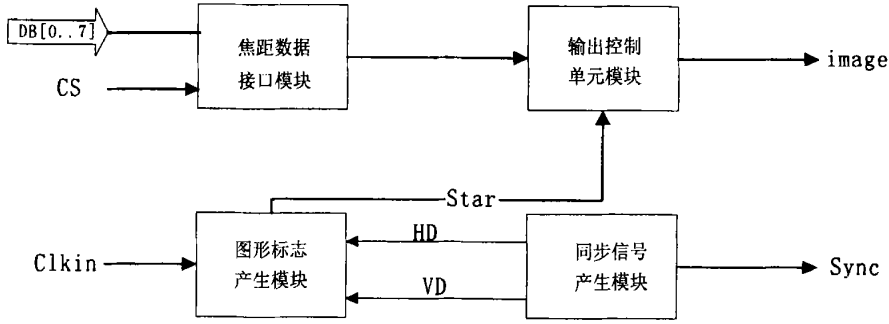 DB[0..7]
焦距数据
接口模块
输出控制
单元模块
image
CS
Star
Clkin
图形标志
产生模块
HD
VD
同步信号
产生模块
Sync